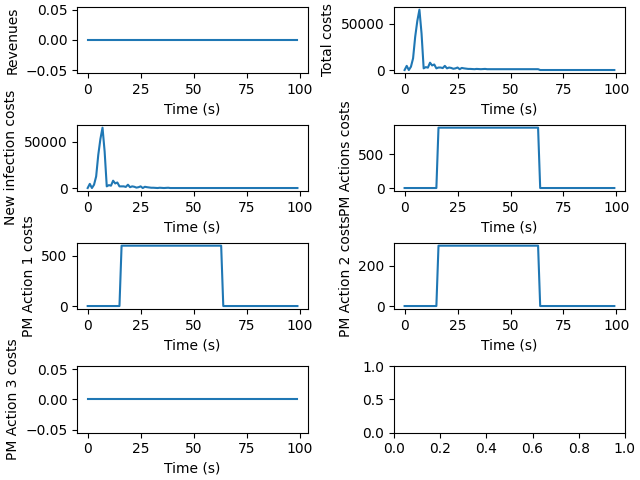 Revenues
0.05
0.00
−0.05
0 25 50 75 100
Time (s)
Total costs
50000
0
0 25 50 75 100
Time (s)
New infection costs
50000
0
0 25 50 75 100
Time (s)
PM Actions costs
500
0
0 25 50 75 100
Time (s)
PM Action 1 costs
500
0
0 25 50 75 100
Time (s)
PM Action 2 costs
200
0
0 25 50 75 100
Time (s)
PM Action 3 costs
0.05
0.00
−0.05
0 25 50 75 100
Time (s)
1.0
0.5
0.0
0.0 0.2 0.4 0.6 0.8 1.0